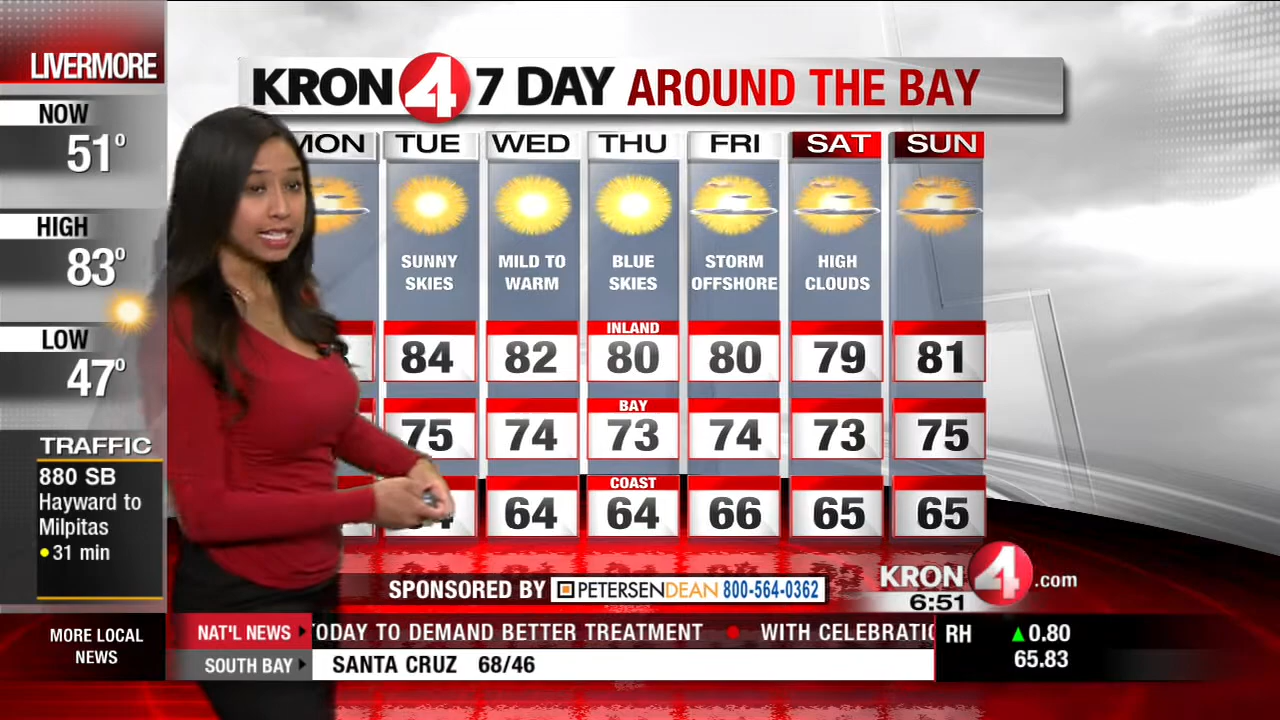 LIVERMORE
NOW
51°
HIGH
83°
LOW
47°
TRAFFIC
880 SB
Hayward to
Milpitas
31 min
MORE LOCAL
NEWS
KRON 4 7 DAY AROUND THE BAY
MON TUE WED THU FRI SAT SUN
SUNNY SKIES
MILD TO WARM
BLUE SKIES
STORM OFFSHORE
HIGH CLOUDS
INLAND
84 82 80 80 79 81
BAY
75 74 73 74 73 75
COAST
64 64 66 65 65
SPONSORED BY PETERSENDEAN 800-564-0362
KRON 4 .com
6:51
NAT'L NEWS TODAY TO DEMAND BETTER TREATMENT WITH CELEBRATIO
SOUTH BAY SANTA CRUZ 68/46
RH 0.80
65.83